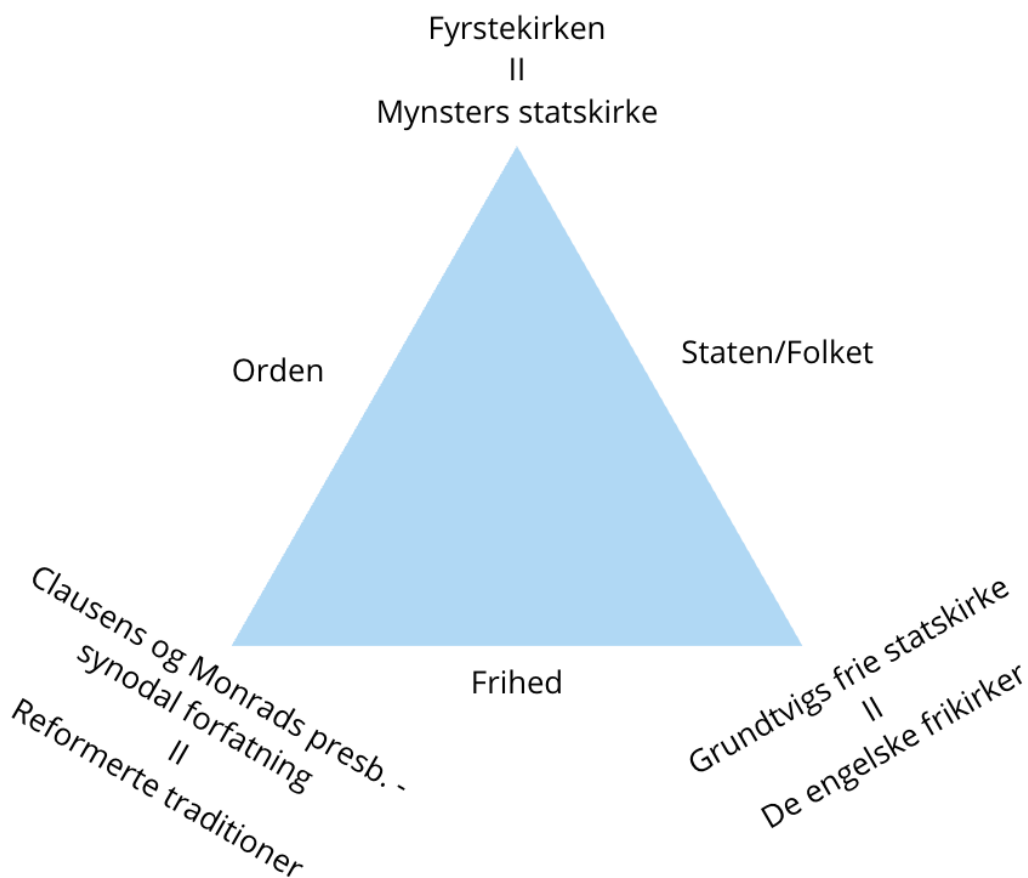 Fyrstekirken
II
Mynsters statskirke
Orden
Staten/Folket
Clausens og Monrads presb. -
synodal forfatning
II
Reformerte traditioner
Frihed
Grundtvigs frie statskirke
II
De engelske frikirker